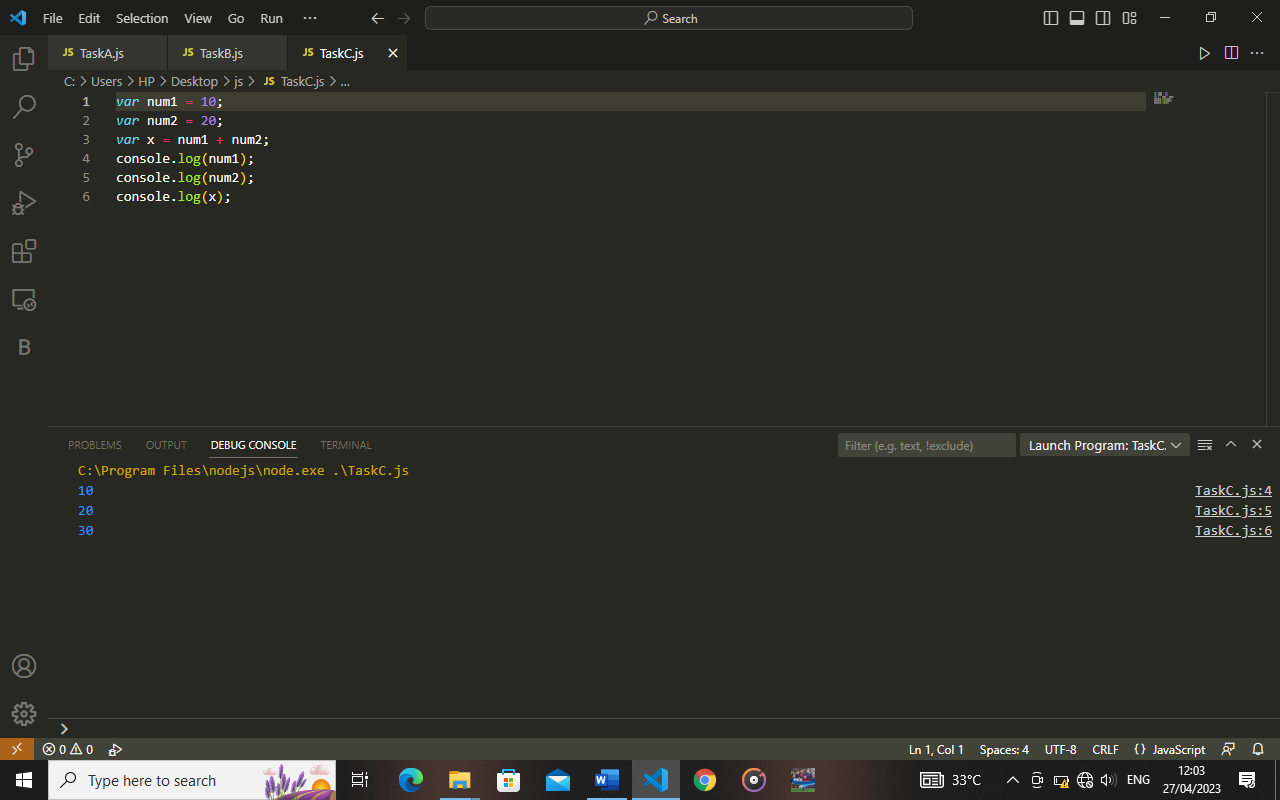 File Edit Selection View Go Run ··· Search
JS TaskA.js JS TaskB.js JS TaskC.js
C: > Users > HP > Desktop > js > JS TaskC.js > ...
1 var num1 = 10;
2 var num2 = 20;
3 var x = num1 + num2;
4 console.log(num1);
5 console.log(num2);
6 console.log(x);
PROBLEMS OUTPUT DEBUG CONSOLE TERMINAL Filter (e.g. text, !exclude) Launch Program: TaskC.
C:\Program Files\nodejs\node.exe .\TaskC.js
10 TaskC.js:4
20 TaskC.js:5
30 TaskC.js:6
B
0 0 Ln 1, Col 1 Spaces: 4 UTF-8 CRLF {} JavaScript
Type here to search 33°C ENG 12:03
27/04/2023